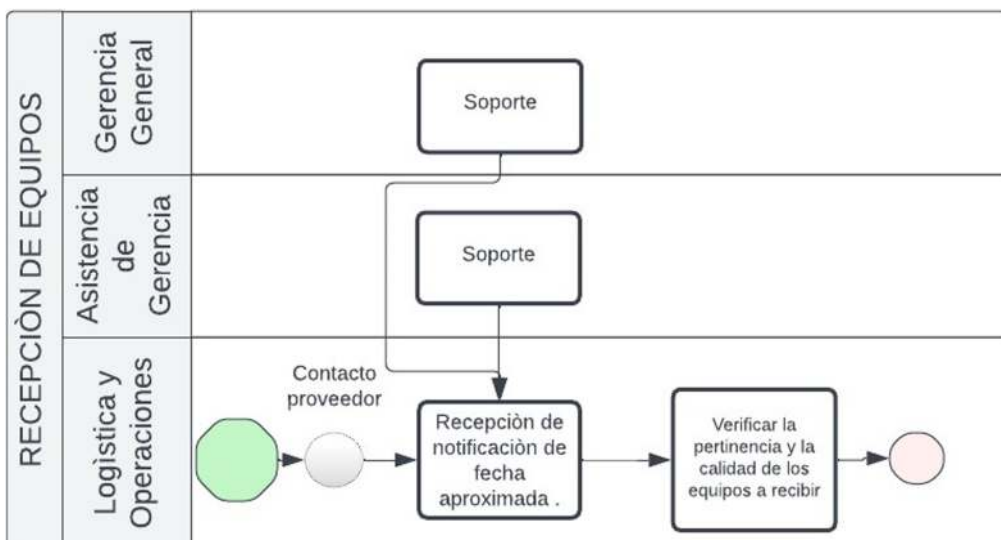 RECEPCIÒN DE EQUIPOS
Gerencia
General
Soporte
Asistencia
de
Gerencia
Soporte
Logìstica y
Operaciones
Contacto
proveedor
Recepciòn de
notificaciòn de
fecha
aproximada .
Verificar la
pertinencia y la
calidad de los
equipos a recibir